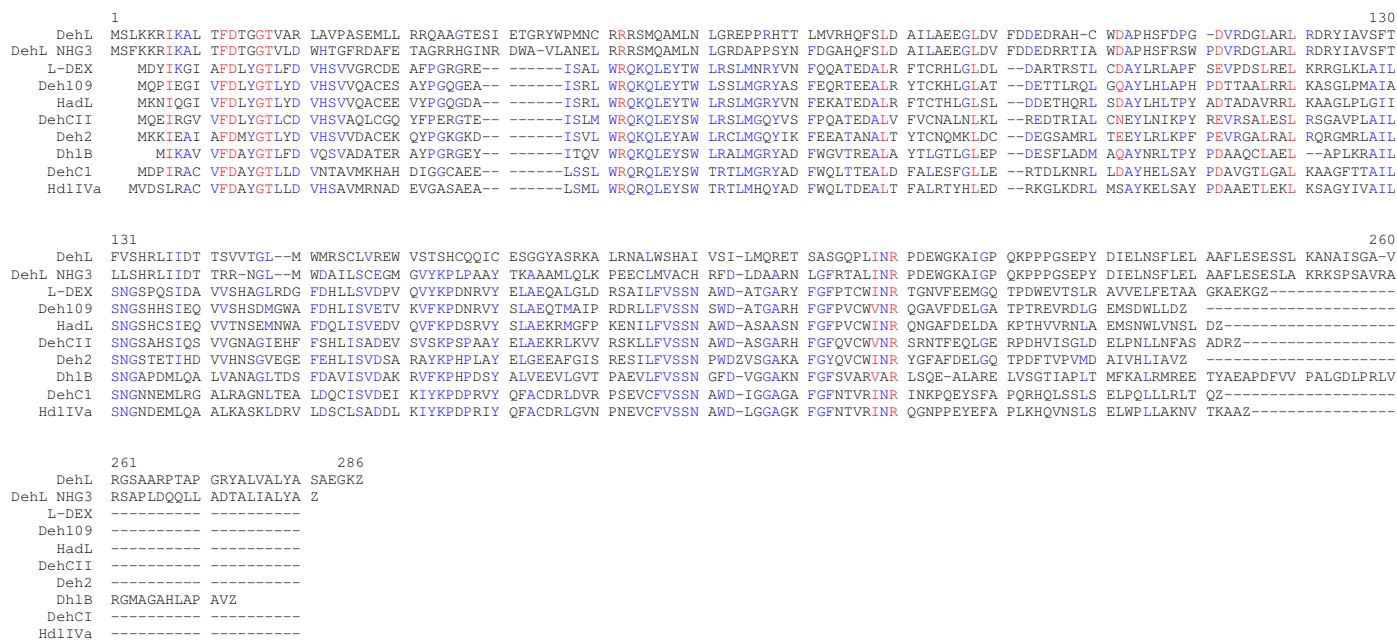 1 130
DehL MSLKKRIKAL TFDTGGTVAR LAVPASEMLL RRQAAGTESI ETGRYWPMNC RRRSMQAMLN LGREPPRHTT LMVRHQFSLD AILAEEGLDV FDDEDRAH-C WDAPHSFDPG -DVRDGLARL RDRYIAVSFT
DehL NHG3 MSFKKRIKAL TFDTGGTVLD WHTGFRDAFE TAGRRHGINR DWA-VLANEL RRRSMQAMLN LGRDAPPSYN FDGAHQFSLD AILAEEGLDV FDDEDRRTIA WDAPHSFRSW PDVRDGLARL RDRYIAVSFT
L-DEX MDYIKGI AFDLYGTLFD VHSVVGRCDE AFPGRGRE-- -------ISAL WRQKQLEYTW LRSLMNRYVN FQQATEDALR FTCRHLGLDL --DARTRSTL CDAYLRLAPF SEVPDSLREL KRRGLKLAIL
Deh109 MQPIEGI VFDLYGTLYD VHSVVQACES AYPGQGEA-- -------ISRL WRQKQLEYTW LSSLMGRYAS FEQRTEEALR YTCKHLGLAT --DETTLRQL GQAYLHLAPH PDTTAALRRL KASGLPMAIA
HadL MKNIQGI VFDLYGTLYD VHSVVQACEE VYPGQGDA-- -------ISRL WRQKQLEYTW LRSLMGRYVN FEKATEDALR FTCTHLGLSL --DDETHQRL SDAYLHLTPY ADTADAVRRL KAAGLPLGII
DehCII MQEIRGV VFDLYGTLCD VHSVAQLCGQ YFPERGTE-- -------ISLM WRQKQLEYSW LRSLMGQYVS FPQATEDALV FVCNALNLKL --REDTRIAL CNEYLNIKPY REVRSALESL RSGAVPLAIL
Deh2 MKKIEAI AFDMYGTLYD VHSVVDACEK QYPGKGKD-- -------ISVL WRQKQLEYAW LRCLMGQYIK FEEATANALT YTCNQMKLDC --DEGSAMRL TEEYLRLKPF PEVRGALRAL RQRGMRLAIL
DhlB MIKAV VFDAYGTLFD VQSVADATER AYPGRGEY-- -------ITQV WRQKQLEYSW LRALMGRYAD FWGVTREALA YTLGTLGLEP --DESFLADM AQAYNRLTPY PDAAQCLAEL --APLKRAIL
DehC1 MDPIRACV VFDAYGTLLD VNTAVMKHAH DIGGCAEE-- -------LSSL WRQRQLEYSW TRTLMGRYAD FWQLTTEALD FALESFGLLE --RTDLKNRL LDAYHELSAY PDAVGTLGAL KAAGFTTAIL
HdlIVa MVDSLRAC VFDAYGTLLD VHSAVMRNAD EVGASAEA-- -------LSML WRQRQLEYSW TRTLMHQYAD FWQLTDEALT FALRTYHLED --RKGLKDRL MSAYKELSAY PDAAETLEKL KSAGYIVAIL
131 260
DehL FVSHRLIIDT TSVVTGL--M WMRSCLVREW VSTSHCQQIC ESGGYASRKA LRNALWSHAI VSI-LMQRET SASGQPLINR PDEWGKAIGP QKPPPGSEPY DIELNSFLEL AAFLESESSLK KANAISGA-V
DehL NHG3 LLSHRLIIDT TRR-NGL--M WDAILSCEGM GVYKPLPAAY TKAAAMLQLK PEECLMVACH RFD-LDAARN LGFRTALINR PDEWGKAIGP QKPPPGSEPY DIELNSFLEL AAFLESESLA KRKSPSAVRA
L-DEX SNGSPQSIDA VVSHAGLRDG FDHLLSVDPV QVYKPDNRVY ELAEQALGLD RSAILFVSSN AWD-ATGARY FGFPTCWINR TGNVFEEMGQ TPDWEVTSLR AVVELFETAA GKAEKGZ-------------
Deh109 SNGSHHSIEQ VVSHSDMGWA FDHLISVETV KVFKPDNRVY SLAEQTMAIP RDRLLFVSSN SWD-ATGARH FGFPVCWVNR QGAVFDELGA TPTREVRDLG EMSDWLLDZ -------------------
HadL SNGSHCSIEQ VVTNSEMNWA FDQLISVEDV QVFKPDSRVY SLAEKRMGFP KENILFVSSN AWD-ASAASN FGFPVCWINR QNGAFDELDA KPTHVVRNLA EMSNWLVNSL DZ------------------
DehCII SNGSAHSIQS VVGNAGIEHF FSHLISADEV SVSKPSPAAY ELAEKRLKVV RSKLLFVSSN AWD-ASGARH FGFQVCWVNR SRNTFEQLGE RPDHVISGLD ELPNLLNFAS ADRZ----------------
Deh2 SNGSTETIHD VVHNSGVEGE FEHLISVDSA RAYKPHPLAY ELGEEAFGIS RESILFVSSN PWDZVSGAKA FGYQVCWINR YGFAFDELGQ TPDFTVPVMD AIVHLIAVZ -------------------
DhlB SNGAPDMLQA LVANAGLTDS FDAVISVDAK RVFKPHPDSY ALVEEVLGVT PAEVLFVSSN GFD-VGGAKN FGFSVARVAR LSQE-ALARE LVSGTIAPLT MFKALRMREE TYAEAPDFVV PALGDLPRLV
DehC1 SNGNNEMLRG ALRAGNLTEA LDQCISVDEI KIYKPDPRVY QFACDRLDVR PSEVCFVSSN AWD-IGGAGA FGFNTVRINR INKPQEYSFA PQRHQLSSLS ELPQLLLRLT QZ------------------
HdlIVa SNGNDEMLQA ALKASKLDRV LDSCLSADDL KIYKPDPRIY QFACDRLGVN PNEVCFVSSN AWD-LGGAGK FGFNTVRINR QGNPPEYEFA PLKHQVNSLS ELWPLLAKNV TKAAZ---------------
261 286
DehL RGSAARPTAP GRYALVALYA SAEGKZ
DehL NHG3 RSAPLDQQLL ADTALIALYA Z
L-DEX ---------- ----------
Deh109 ---------- ----------
HadL ---------- ----------
DehCII ---------- ----------
Deh2 ---------- ----------
DhlB RGMAGAHLAP AVZ
DehCI ---------- ----------
HdlIVa ---------- ----------